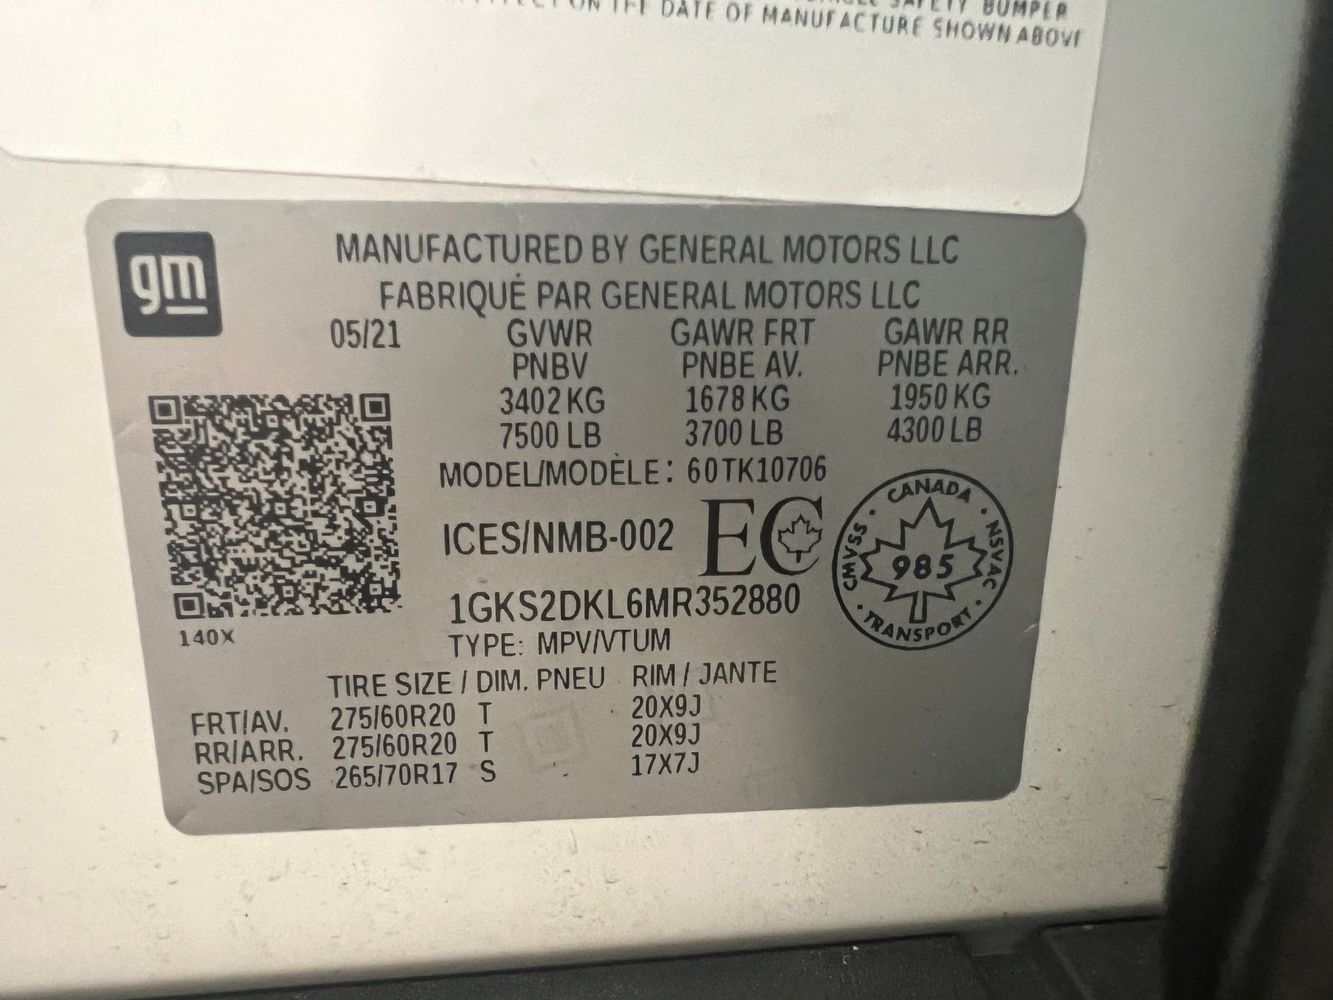 SAFETY BUMPER
ON THE DATE OF MANUFACTURE SHOWN ABOVE
gm
MANUFACTURED BY GENERAL MOTORS LLC
FABRIQUÉ PAR GENERAL MOTORS LLC
05/21 GVWR GAWR FRT GAWR RR
PNBV PNBE AV. PNBE ARR.
3402 KG 1678 KG 1950 KG
7500 LB 3700 LB 4300 LB
MODEL/MODÈLE: 60TK10706
ICES/NMB-002 EC
CANADA
CMVSS 985 NSVAC
TRANSPORT
1GKS2DKL6MR352880
140X
TYPE: MPV/VTUM
TIRE SIZE / DIM. PNEU RIM / JANTE
FRT/AV. 275/60R20 T 20X9J
RR/ARR. 275/60R20 T 20X9J
SPA/SOS 265/70R17 S 17X7J